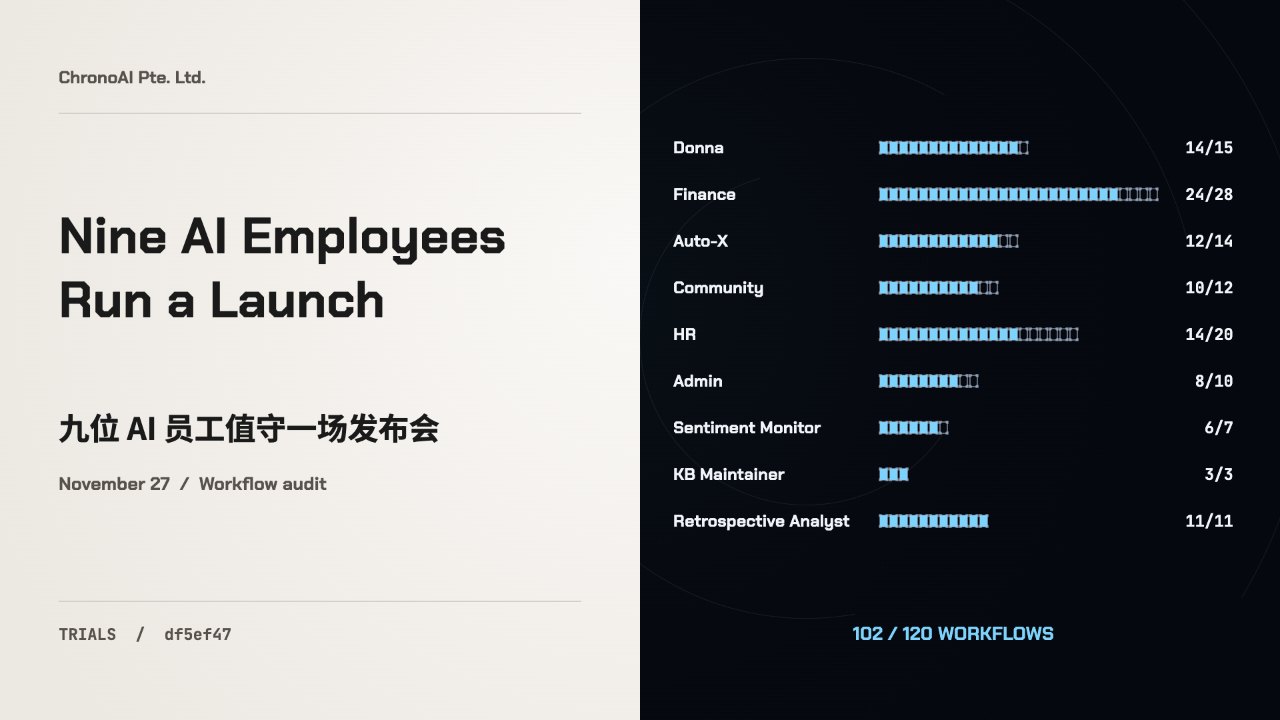 ChronoAI Pte. Ltd.
Nine AI Employees
Run a Launch
九位 AI 员工值守一场发布会
November 27 / Workflow audit
TRIALS / df5ef47
Donna 14/15
Finance 24/28
Auto-X 12/14
Community 10/12
HR 14/20
Admin 8/10
Sentiment Monitor 6/7
KB Maintainer 3/3
Retrospective Analyst 11/11
102 / 120 WORKFLOWS